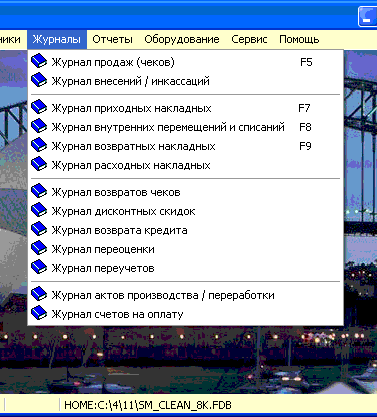 ники Журналы Отчеты Оборудование Сервис Помощь
Журнал продаж (чеков) F5
Журнал внесений / инкассаций
Журнал приходных накладных F7
Журнал внутренних перемещений и списаний F8
Журнал возвратных накладных F9
Журнал расходных накладных
Журнал возвратов чеков
Журнал дисконтных скидок
Журнал возврата кредита
Журнал переоценки
Журнал переучетов
Журнал актов производства / переработки
Журнал счетов на оплату
HOME:C:\4\11\SM_CLEAN_8K.FDB